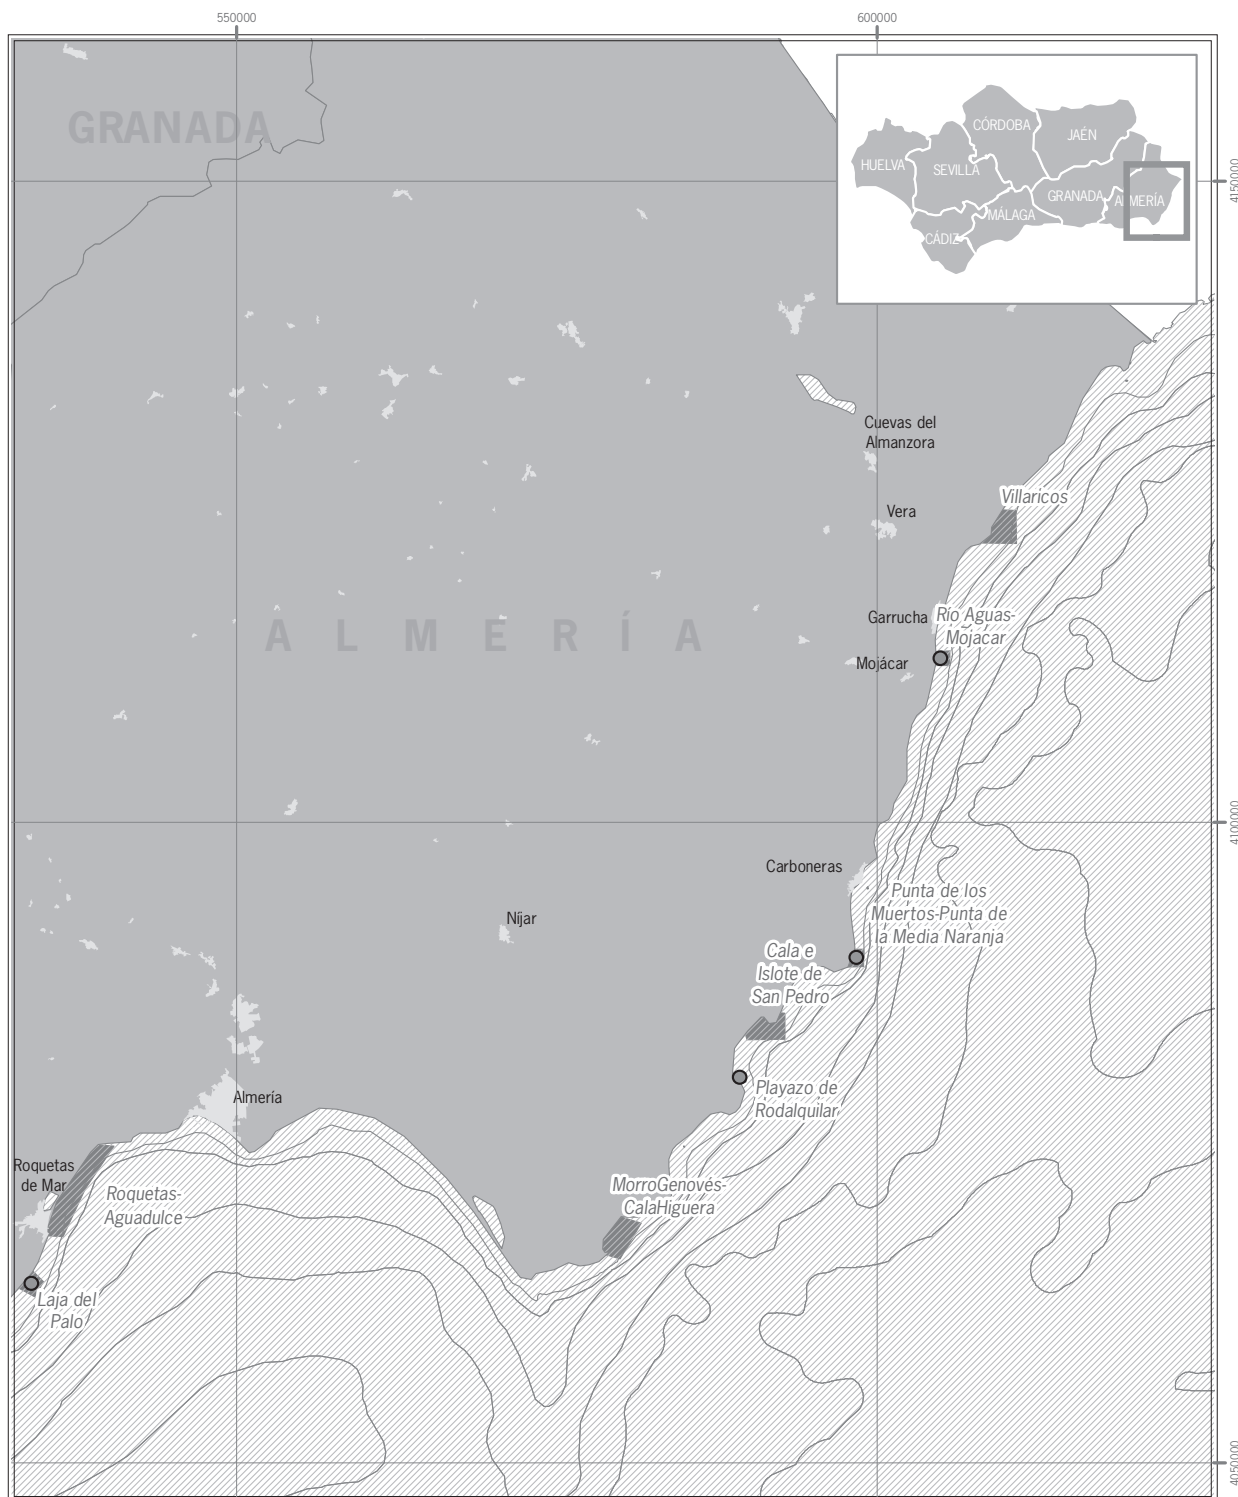 550000
600000
GRANADA
CÓRDOBA
JAÉN
HUELVA
SEVILLA
GRANADA
ALMERÍA
MÁLAGA
CÁDIZ
4150000
Cuevas del
Almanzora
Villaricos
Vera
Garrucha
Río Aguas-
Mojacar
ALMERÍA
Mojácar
4100000
Carboneras
Punta de los
Muertos-Punta de
la Media Naranja
Níjar
Cala e
Islote de
San Pedro
Almería
Playazo de
Rodalquilar
Roquetas
de Mar
Roquetas-
Aguadulce
MorroGenovés-
CalaHiguera
Laja del
Palo
4050000